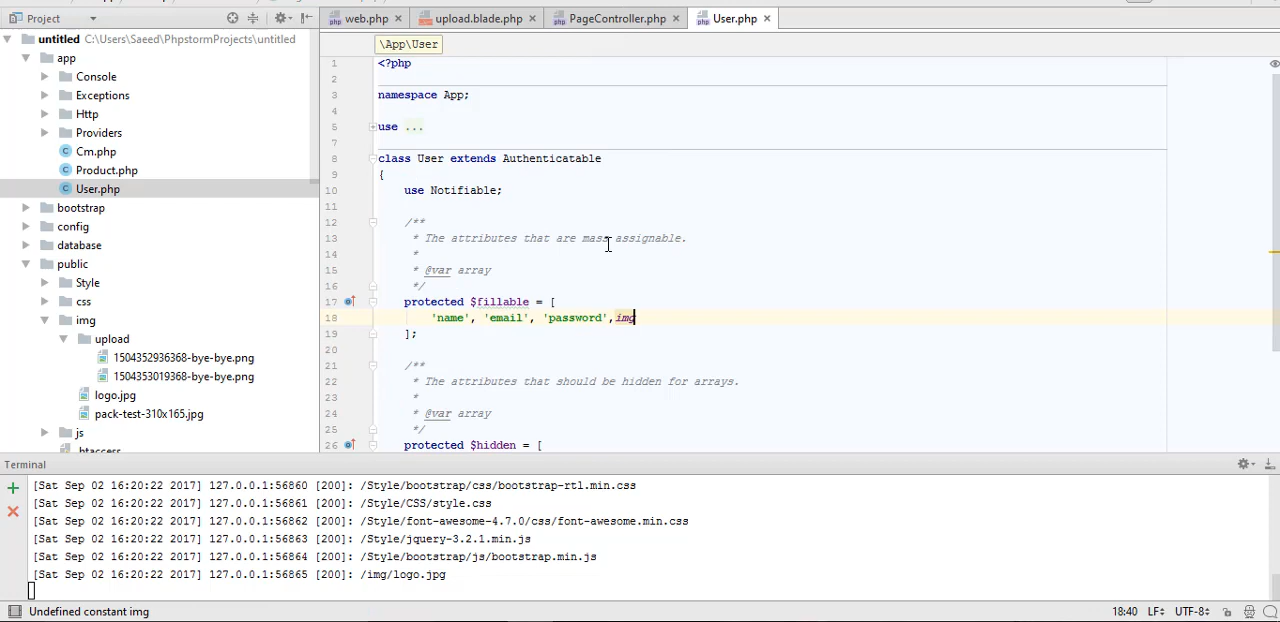 Project
web.php
upload.blade.php
PageController.php
User.php
untitled C:\Users\Saeed\PhpstormProjects\untitled
app
Console
Exceptions
Http
Providers
Cm.php
Product.php
User.php
bootstrap
config
database
public
Style
css
img
upload
1504352936368-bye-bye.png
1504353019368-bye-bye.png
logo.jpg
pack-test-310x165.jpg
js
htaccess
\App\User
1 <?php
2
3 namespace App;
4
5 use ...
7
8 class User extends Authenticatable
9 {
10 use Notifiable;
11
12 /**
13 * The attributes that are mass assignable.
14 *
15 * @var array
16 */
17 protected $fillable = [
18 'name', 'email', 'password',img
19 ];
20
21 /**
22 * The attributes that should be hidden for arrays.
23 *
24 * @var array
25 */
26 protected $hidden = [
Terminal
[Sat Sep 02 16:20:22 2017] 127.0.0.1:56860 [200]: /Style/bootstrap/css/bootstrap-rtl.min.css
[Sat Sep 02 16:20:22 2017] 127.0.0.1:56861 [200]: /Style/CSS/style.css
[Sat Sep 02 16:20:22 2017] 127.0.0.1:56862 [200]: /Style/font-awesome-4.7.0/css/font-awesome.min.css
[Sat Sep 02 16:20:22 2017] 127.0.0.1:56863 [200]: /Style/jquery-3.2.1.min.js
[Sat Sep 02 16:20:22 2017] 127.0.0.1:56864 [200]: /Style/bootstrap/js/bootstrap.min.js
[Sat Sep 02 16:20:22 2017] 127.0.0.1:56865 [200]: /img/logo.jpg
Undefined constant img
18:40 LF UTF-8